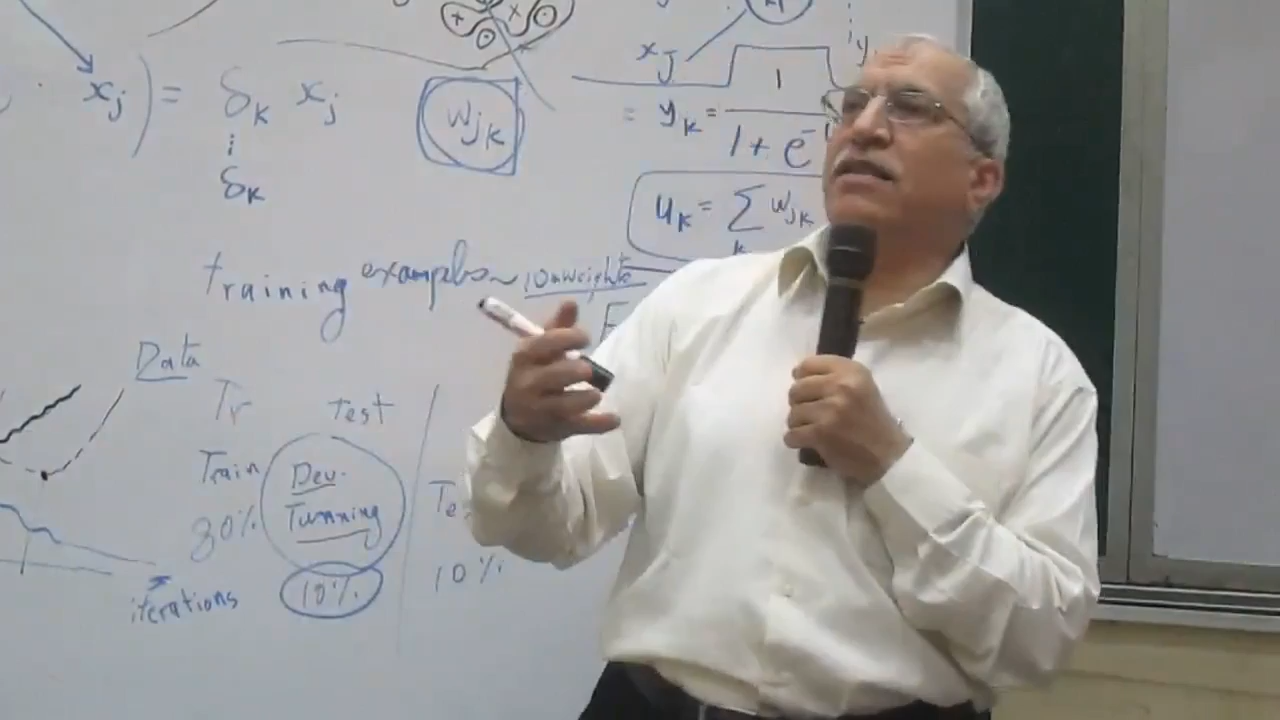 xⱼ ) = δₖ xⱼ
δₖ
wⱼₖ
xⱼ
= yₖ = 1 / 1 + e⁻
uₖ = Σ wⱼₖ
k
training examples ~ 10*weights
Data
Tr Test
Train Dev. Te
Tunning
80% 10% 10%
iterations